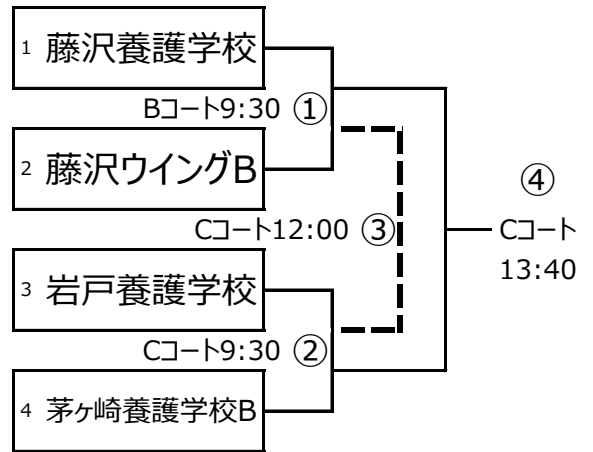 1 藤沢養護学校
Bコート9:30 ①
2 藤沢ウイングB
④
Cコート12:00 ③
Cコート
13:40
3 岩戸養護学校
Cコート9:30 ②
4 茅ヶ崎養護学校B